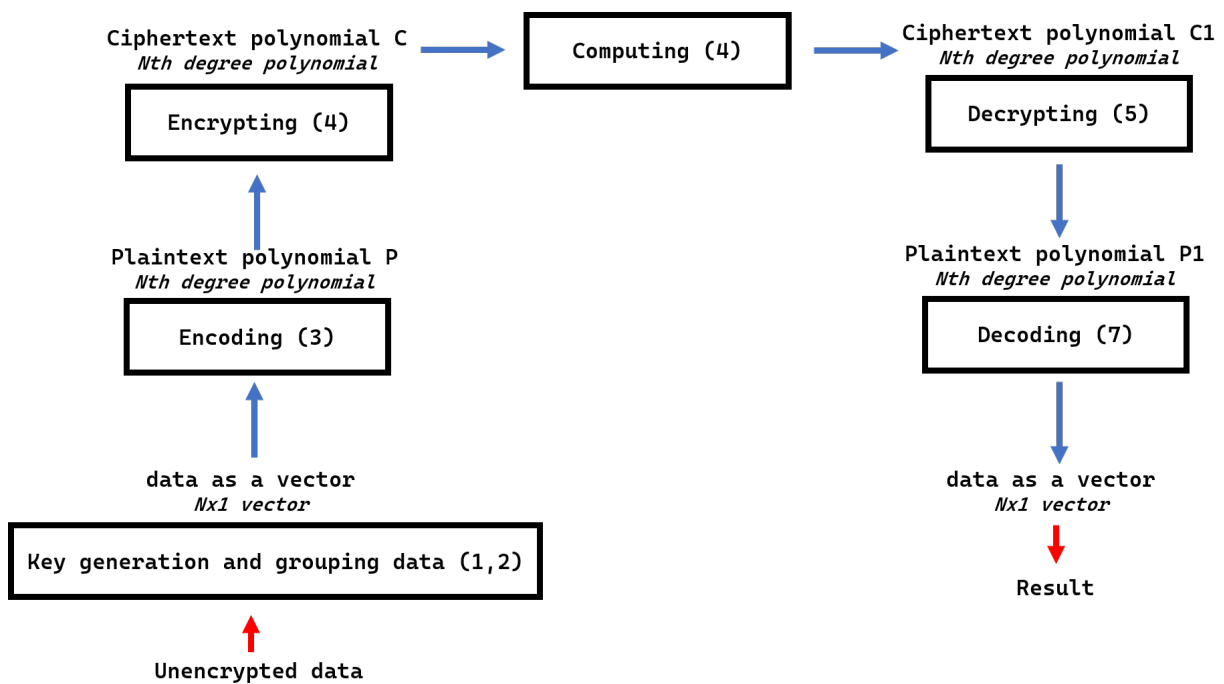 Ciphertext polynomial C
Nth degree polynomial
Encrypting (4)
Plaintext polynomial P
Nth degree polynomial
Encoding (3)
data as a vector
Nx1 vector
Key generation and grouping data (1,2)
Unencrypted data
Computing (4)
Ciphertext polynomial C1
Nth degree polynomial
Decrypting (5)
Plaintext polynomial P1
Nth degree polynomial
Decoding (7)
data as a vector
Nx1 vector
Result